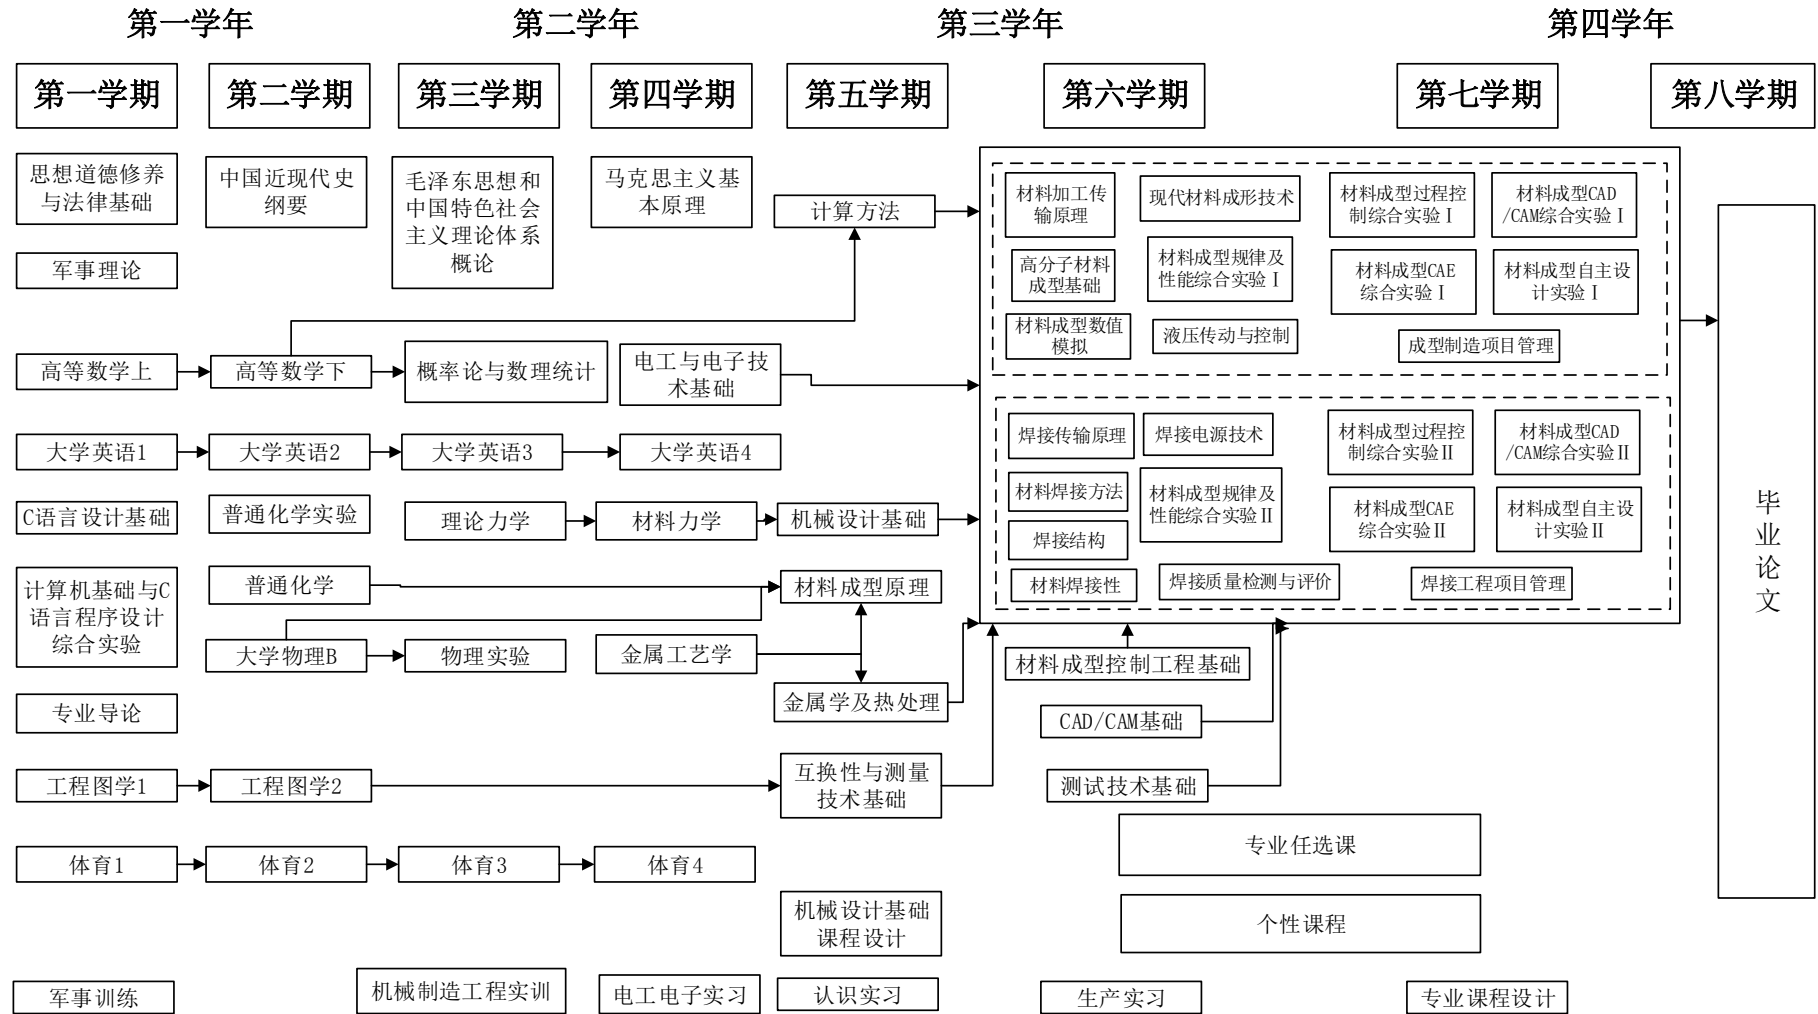 第一学年
第二学年
第三学年
第四学年
第一学期
第二学期
第三学期
第四学期
第五学期
第六学期
第七学期
第八学期
思想道德修养
与法律基础
中国近现代史
纲要
毛泽东思想和
中国特色社会
主义理论体系
概论
马克思主义基
本原理
计算方法
军事理论
高等数学上
高等数学下
概率论与数理统计
电工与电子技
术基础
大学英语1
大学英语2
大学英语3
大学英语4
C语言设计基础
普通化学实验
理论力学
材料力学
机械设计基础
计算机基础与C
语言程序设计
综合实验
普通化学
材料成型原理
大学物理B
物理实验
金属工艺学
金属学及热处理
专业导论
工程图学1
工程图学2
互换性与测量
技术基础
体育1
体育2
体育3
体育4
机械设计基础
课程设计
军事训练
机械制造工程实训
电工电子实习
认识实习
生产实习
专业课程设计
材料加工传
输原理
现代材料成形技术
材料成型过程控
制综合实验Ⅰ
材料成型CAD
/CAM综合实验Ⅰ
高分子材料
成型基础
材料成型规律及
性能综合实验Ⅰ
材料成型CAE
综合实验Ⅰ
材料成型自主设
计实验Ⅰ
材料成型数值
模拟
液压传动与控制
成型制造项目管理
焊接传输原理
焊接电源技术
材料成型过程控
制综合实验Ⅱ
材料成型CAD
/CAM综合实验Ⅱ
材料焊接方法
材料成型规律及
性能综合实验Ⅱ
材料成型CAE
综合实验Ⅱ
材料成型自主设
计实验Ⅱ
焊接结构
材料焊接性
焊接质量检测与评价
焊接工程项目管理
材料成型控制工程基础
CAD/CAM基础
测试技术基础
专业任选课
个性课程
毕
业
论
文